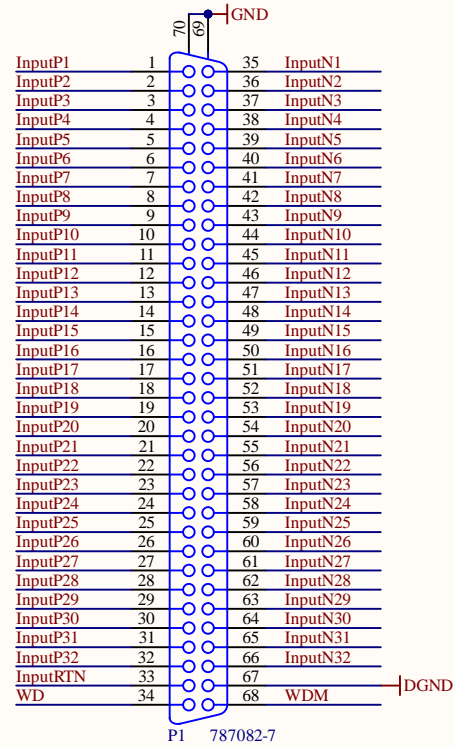 70 69 GND
InputP1 1 35 InputN1
InputP2 2 36 InputN2
InputP3 3 37 InputN3
InputP4 4 38 InputN4
InputP5 5 39 InputN5
InputP6 6 40 InputN6
InputP7 7 41 InputN7
InputP8 8 42 InputN8
InputP9 9 43 InputN9
InputP10 10 44 InputN10
InputP11 11 45 InputN11
InputP12 12 46 InputN12
InputP13 13 47 InputN13
InputP14 14 48 InputN14
InputP15 15 49 InputN15
InputP16 16 50 InputN16
InputP17 17 51 InputN17
InputP18 18 52 InputN18
InputP19 19 53 InputN19
InputP20 20 54 InputN20
InputP21 21 55 InputN21
InputP22 22 56 InputN22
InputP23 23 57 InputN23
InputP24 24 58 InputN24
InputP25 25 59 InputN25
InputP26 26 60 InputN26
InputP27 27 61 InputN27
InputP28 28 62 InputN28
InputP29 29 63 InputN29
InputP30 30 64 InputN30
InputP31 31 65 InputN31
InputP32 32 66 InputN32
InputRTN 33 67 DGND
WD 34 68 WDM
P1 787082-7